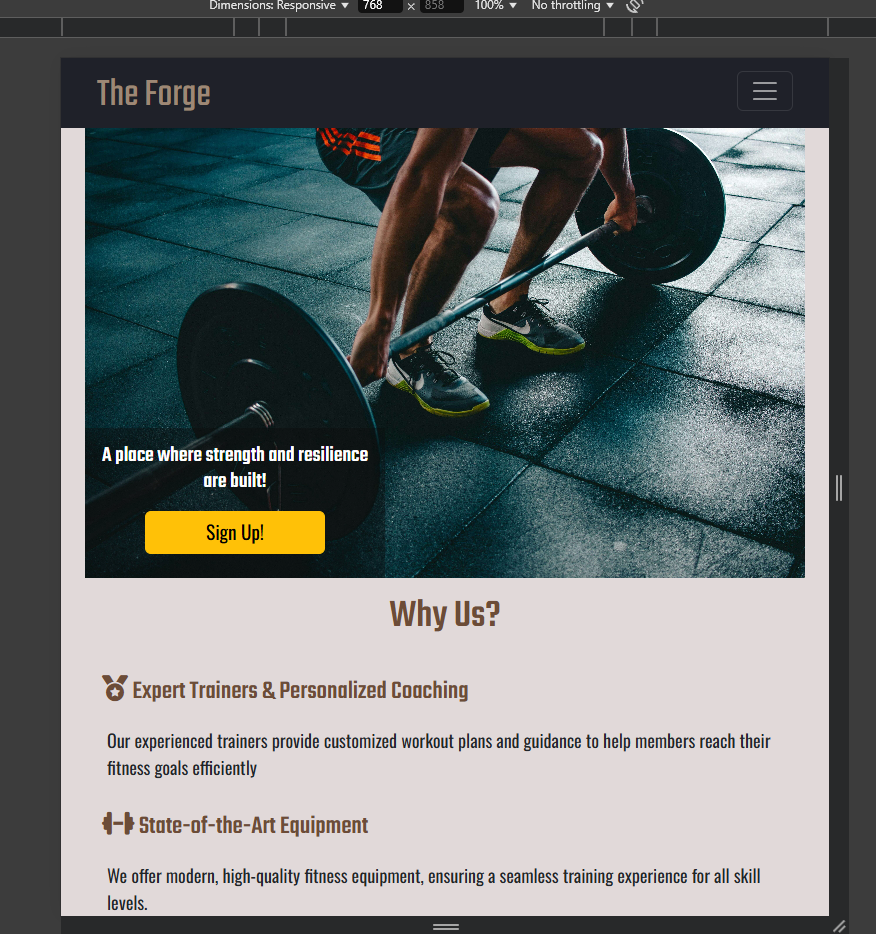 Dimensions: Responsive ▼ 768 × 858 100% ▼ No throttling ▼
The Forge
A place where strength and resilience
are built!
Sign Up!
Why Us?
Expert Trainers & Personalized Coaching
Our experienced trainers provide customized workout plans and guidance to help members reach their
fitness goals efficiently
State-of-the-Art Equipment
We offer modern, high-quality fitness equipment, ensuring a seamless training experience for all skill
levels.